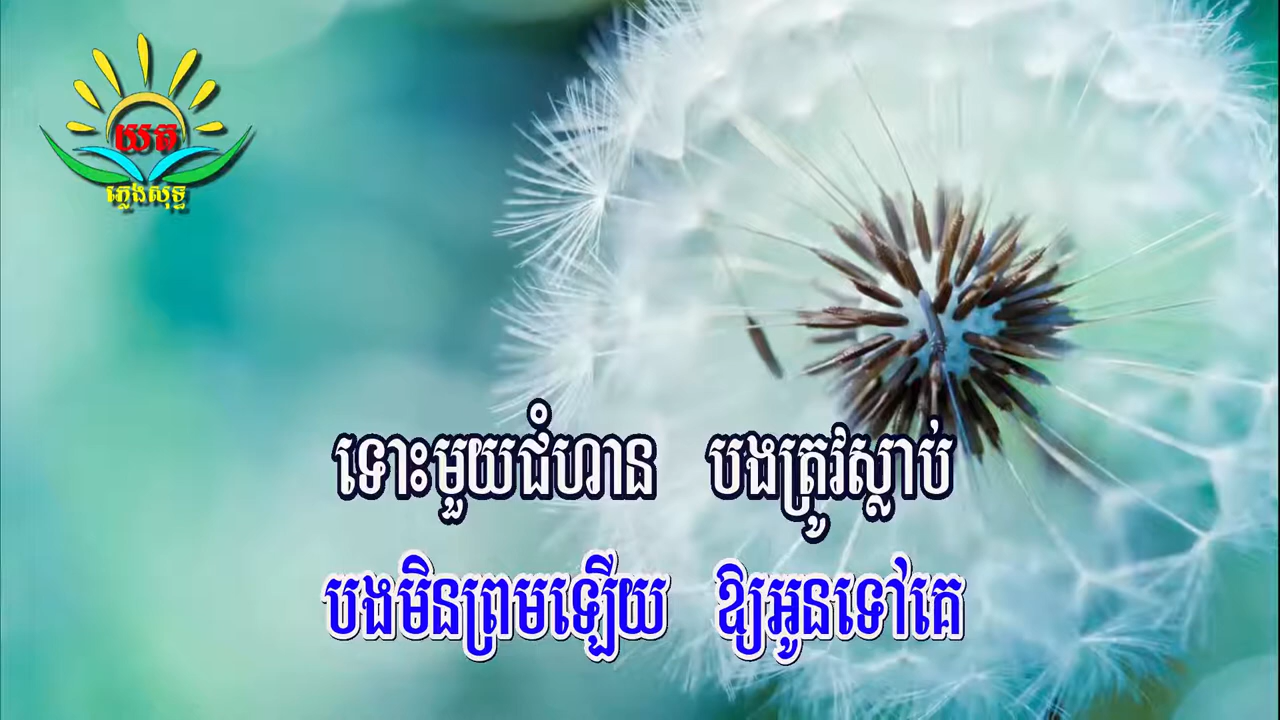 យត
ភ្លេងសុទ្ធ
ទោះមួយជំហាន បងត្រូវស្លាប់
បងមិនព្រមឡើយ ឱ្យអូនទៅគេ